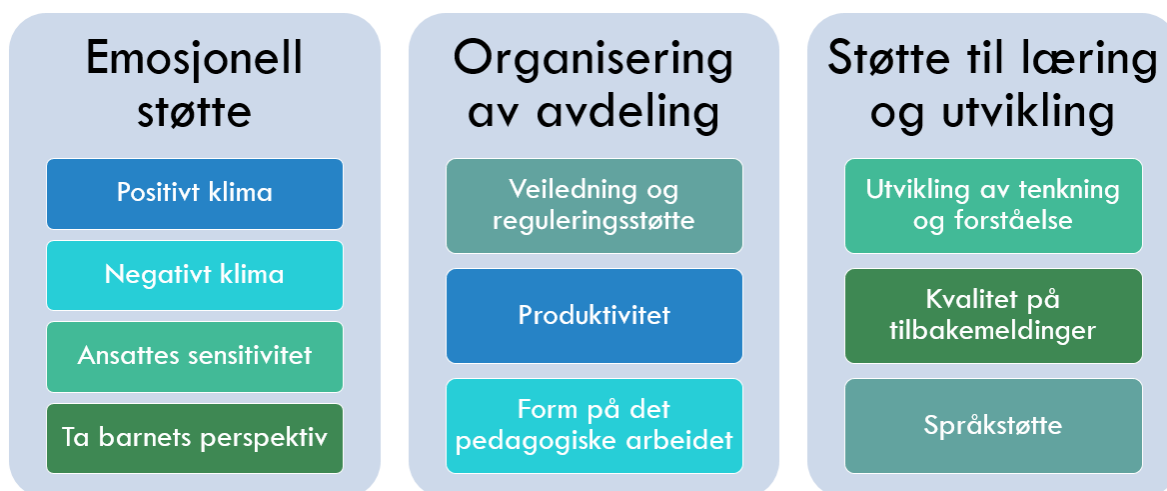 Emosjonell
støtte
Positivt klima
Negativt klima
Ansattes sensitivitet
Ta barnets perspektiv
Organisering
av avdeling
Veiledning og
reguleringsstøtte
Produktivitet
Form på det
pedagogiske arbeidet
Støtte til læring
og utvikling
Utvikling av tenkning
og forståelse
Kvalitet på
tilbakemeldinger
Språkstøtte